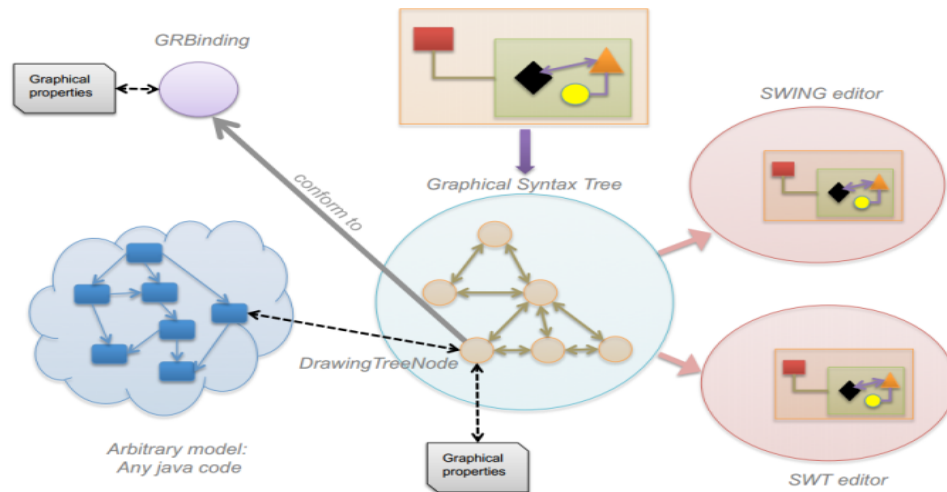 GRBinding
Graphical
properties
SWING editor
Graphical Syntax Tree
conform to
DrawingTreeNode
Arbitrary model:
Any java code
Graphical
properties
SWT editor